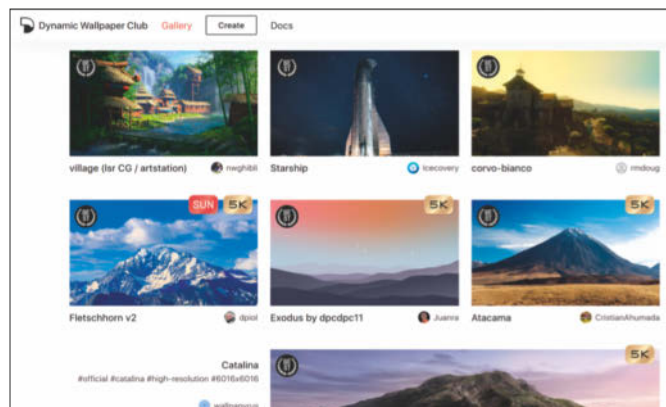 Dynamic Wallpaper Club Gallery Create Docs
village (lsr CG / artstation) nwghibli
Starship Icecovery
corvo-bianco rmdoug
SUN 5K
5K
5K
Fletschhorn v2 dpiol
Exodus by dpcdpc11 Juanra
Atacama CristianAhumada
Catalina
5K
#official #catalina #high-resolution #6016x6016